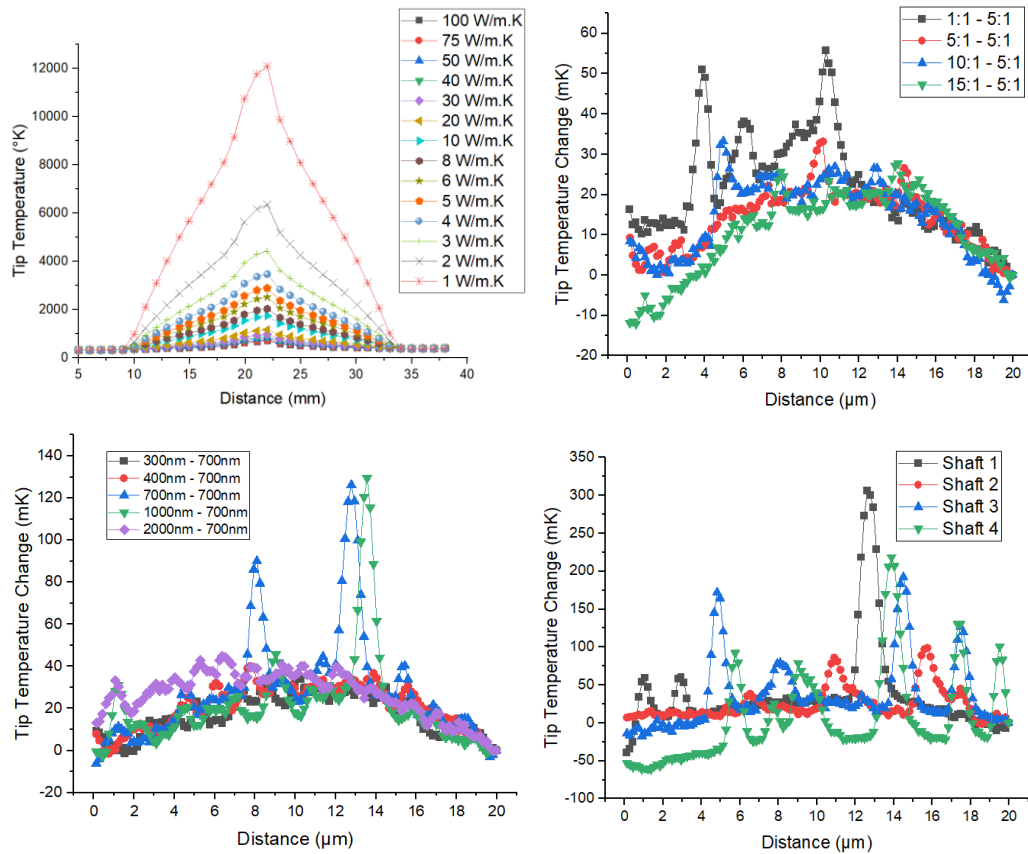 100 W/m.K
75 W/m.K
50 W/m.K
40 W/m.K
30 W/m.K
20 W/m.K
10 W/m.K
8 W/m.K
6 W/m.K
5 W/m.K
4 W/m.K
3 W/m.K
2 W/m.K
1 W/m.K
Tip Temperature (°K)
12000
10000
8000
6000
4000
2000
0
5 10 15 20 25 30 35 40
Distance (mm)
1:1 - 5:1
5:1 - 5:1
10:1 - 5:1
15:1 - 5:1
Tip Temperature Change (mK)
60
50
40
30
20
10
0
-10
-20
0 2 4 6 8 10 12 14 16 18 20
Distance (µm)
300nm - 700nm
400nm - 700nm
700nm - 700nm
1000nm - 700nm
2000nm - 700nm
Tip Temperature Change (mK)
140
120
100
80
60
40
20
0
-20
0 2 4 6 8 10 12 14 16 18 20
Distance (µm)
Shaft 1
Shaft 2
Shaft 3
Shaft 4
Tip Temperature Change (mK)
350
300
250
200
150
100
50
0
-50
-100
0 2 4 6 8 10 12 14 16 18 20
Distance (µm)